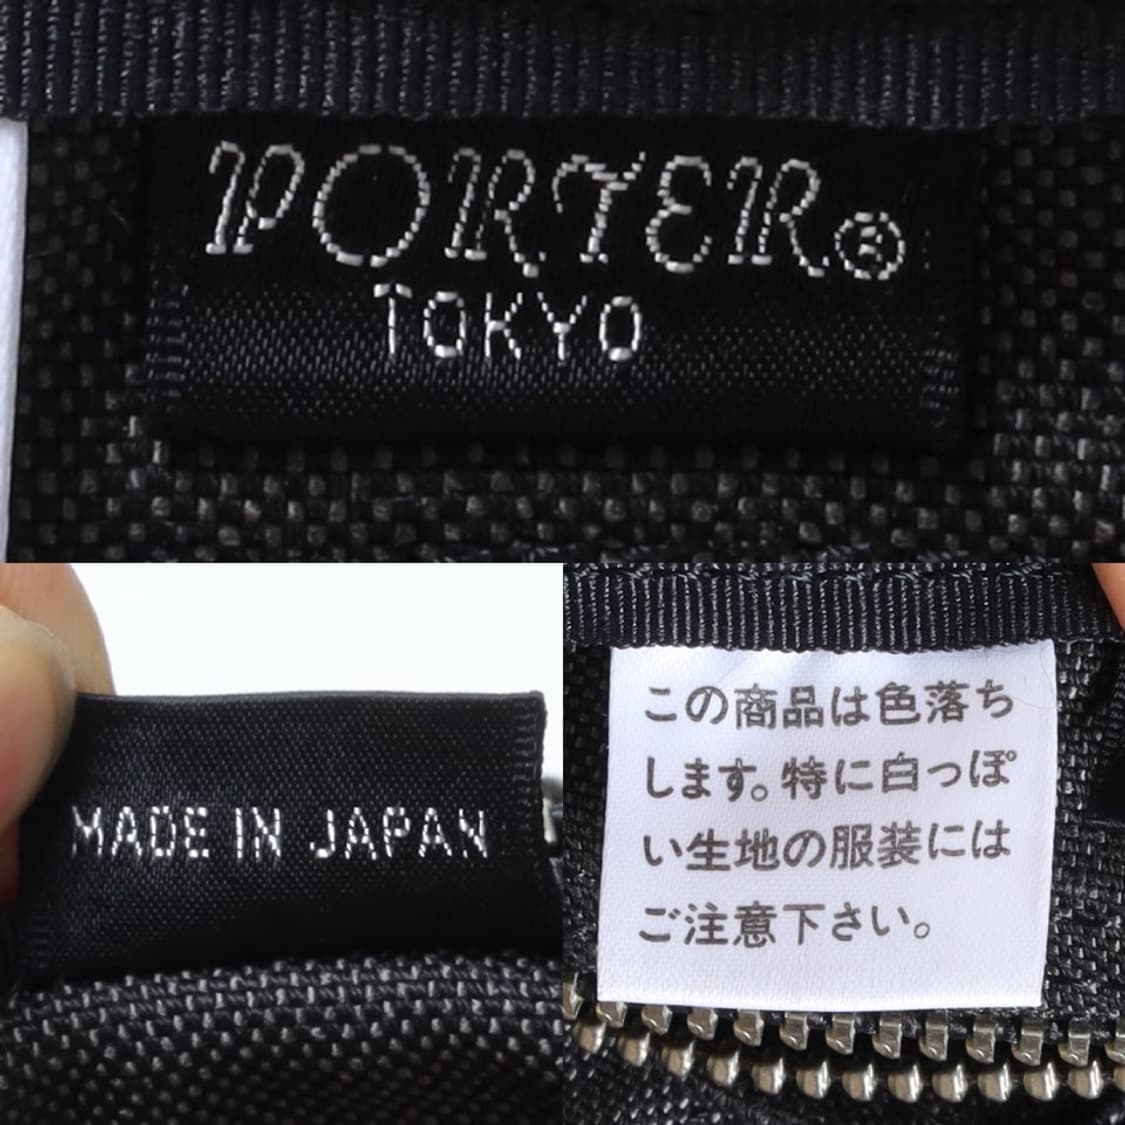 PORTER®
TOKYO
MADE IN JAPAN
この商品は色落ち
します。特に白っぽ
い生地の服装には
ご注意下さい。